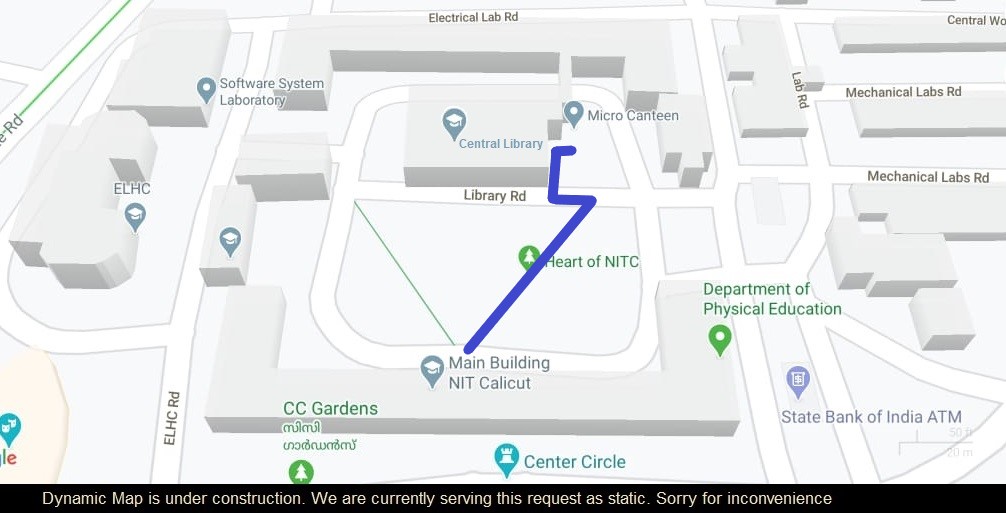 Electrical Lab Rd
Central Wo
Software System
Laboratory
Lab Rd
Mechanical Labs Rd
Micro Canteen
Central Library
e Rd
Mechanical Labs Rd
ELHC
Library Rd
Heart of NITC
Department of
Physical Education
Main Building
NIT Calicut
CC Gardens
സിസി
ഗാർഡൻസ്
State Bank of India ATM
ELHC Rd
50 ft
20 m
gle
Center Circle
Dynamic Map is under construction. We are currently serving this request as static. Sorry for inconvenience